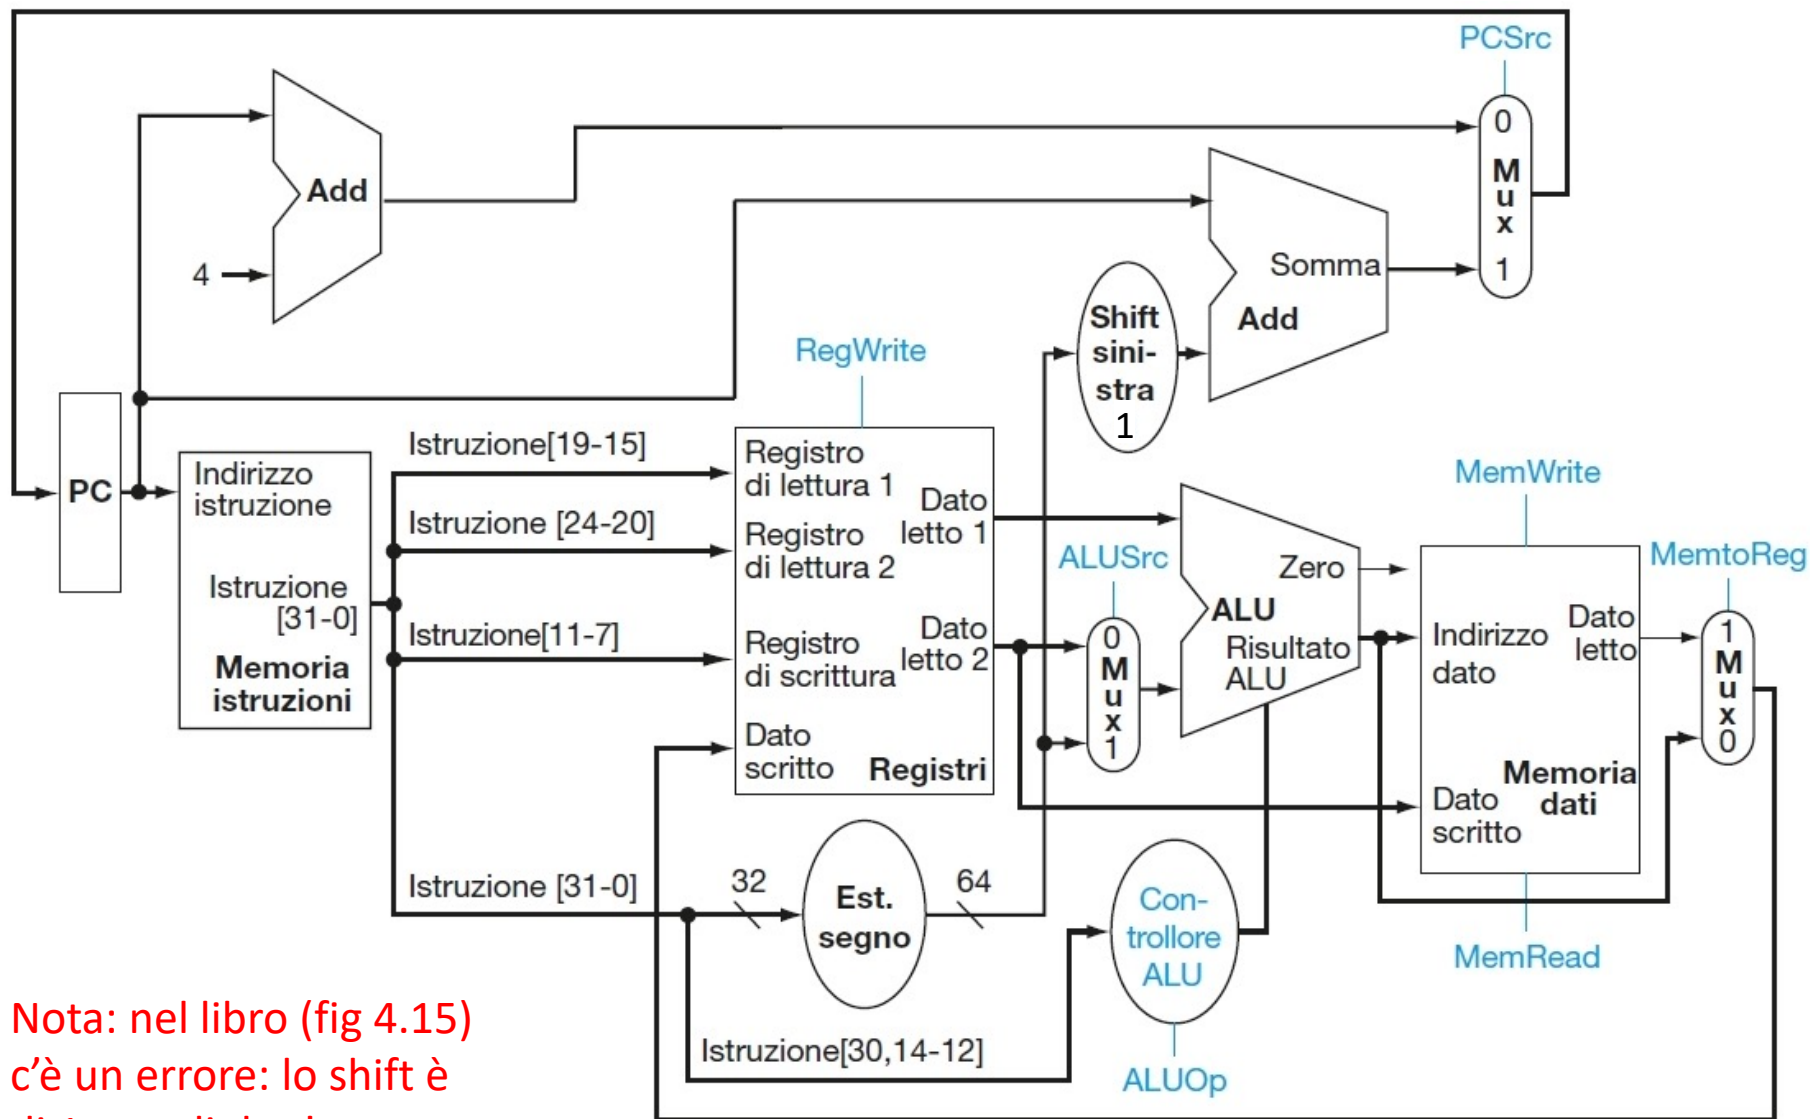 PCSrc
0
Mux
1
Add
4
Somma
Add
Shift
sini-
stra
1
RegWrite
PC
Indirizzo
istruzione
Istruzione
[31-0]
Memoria
istruzioni
Istruzione[19-15]
Istruzione [24-20]
Istruzione[11-7]
Istruzione [31-0]
Registro
di lettura 1
Registro
di lettura 2
Registro
di scrittura
Dato
scritto
Dato
letto 1
Dato
letto 2
Registri
ALUSrc
0
Mux
1
Zero
ALU
Risultato
ALU
MemWrite
Indirizzo
dato
Dato
letto
Dato
scritto
Memoria
dati
MemRead
MemtoReg
1
Mux
0
32
Est.
segno
64
Con-
trollore
ALU
ALUOp
Istruzione[30,14-12]
Nota: nel libro (fig 4.15)
c'è un errore: lo shift è